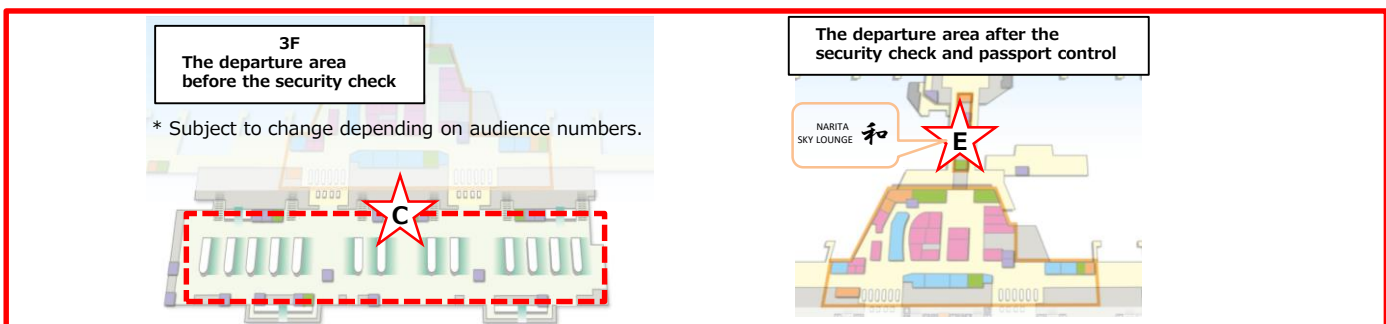 3F
The departure area
before the security check
* Subject to change depending on audience numbers.
C
The departure area after the
security check and passport control
NARITA
SKY LOUNGE 和
E